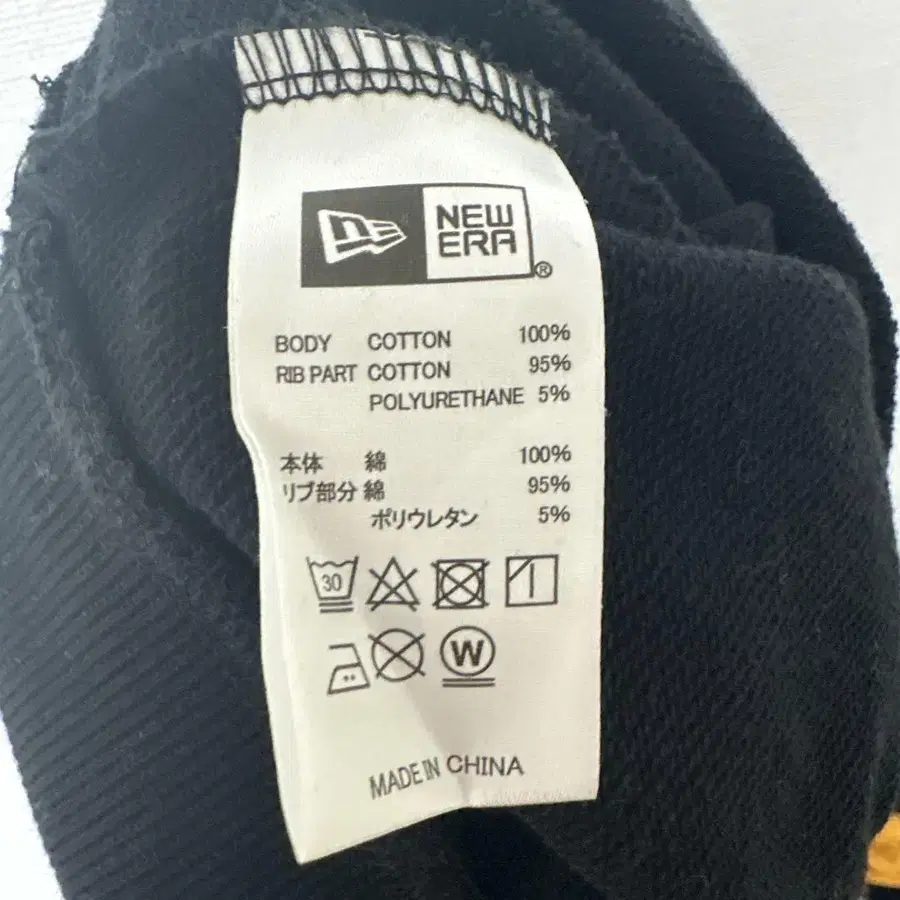 NEW
ERA
®
BODY COTTON 100%
RIB PART COTTON 95%
POLYURETHANE 5%
本体 綿 100%
リブ部分 綿 95%
ポリウレタン 5%
30
W
MADE IN CHINA